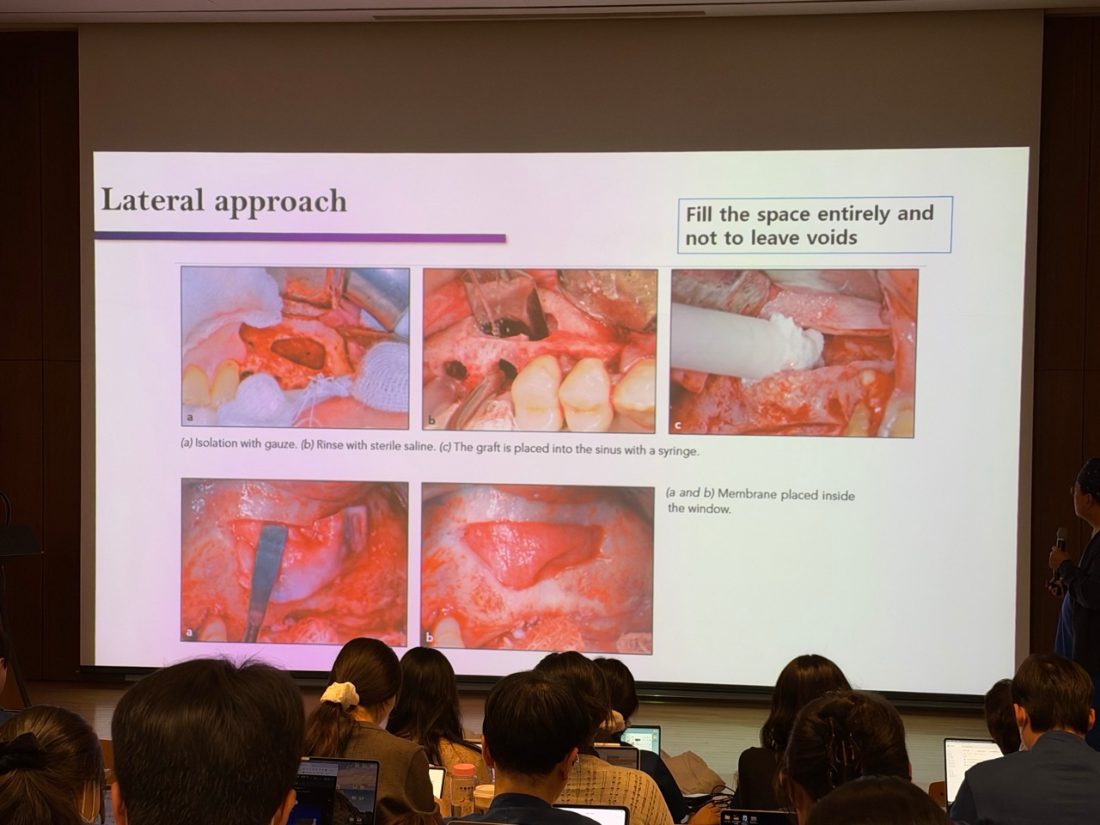 Lateral approach
Fill the space entirely and
not to leave voids
a
b
c
(a) Isolation with gauze. (b) Rinse with sterile saline. (c) The graft is placed into the sinus with a syringe.
a
b
(a and b) Membrane placed inside
the window.